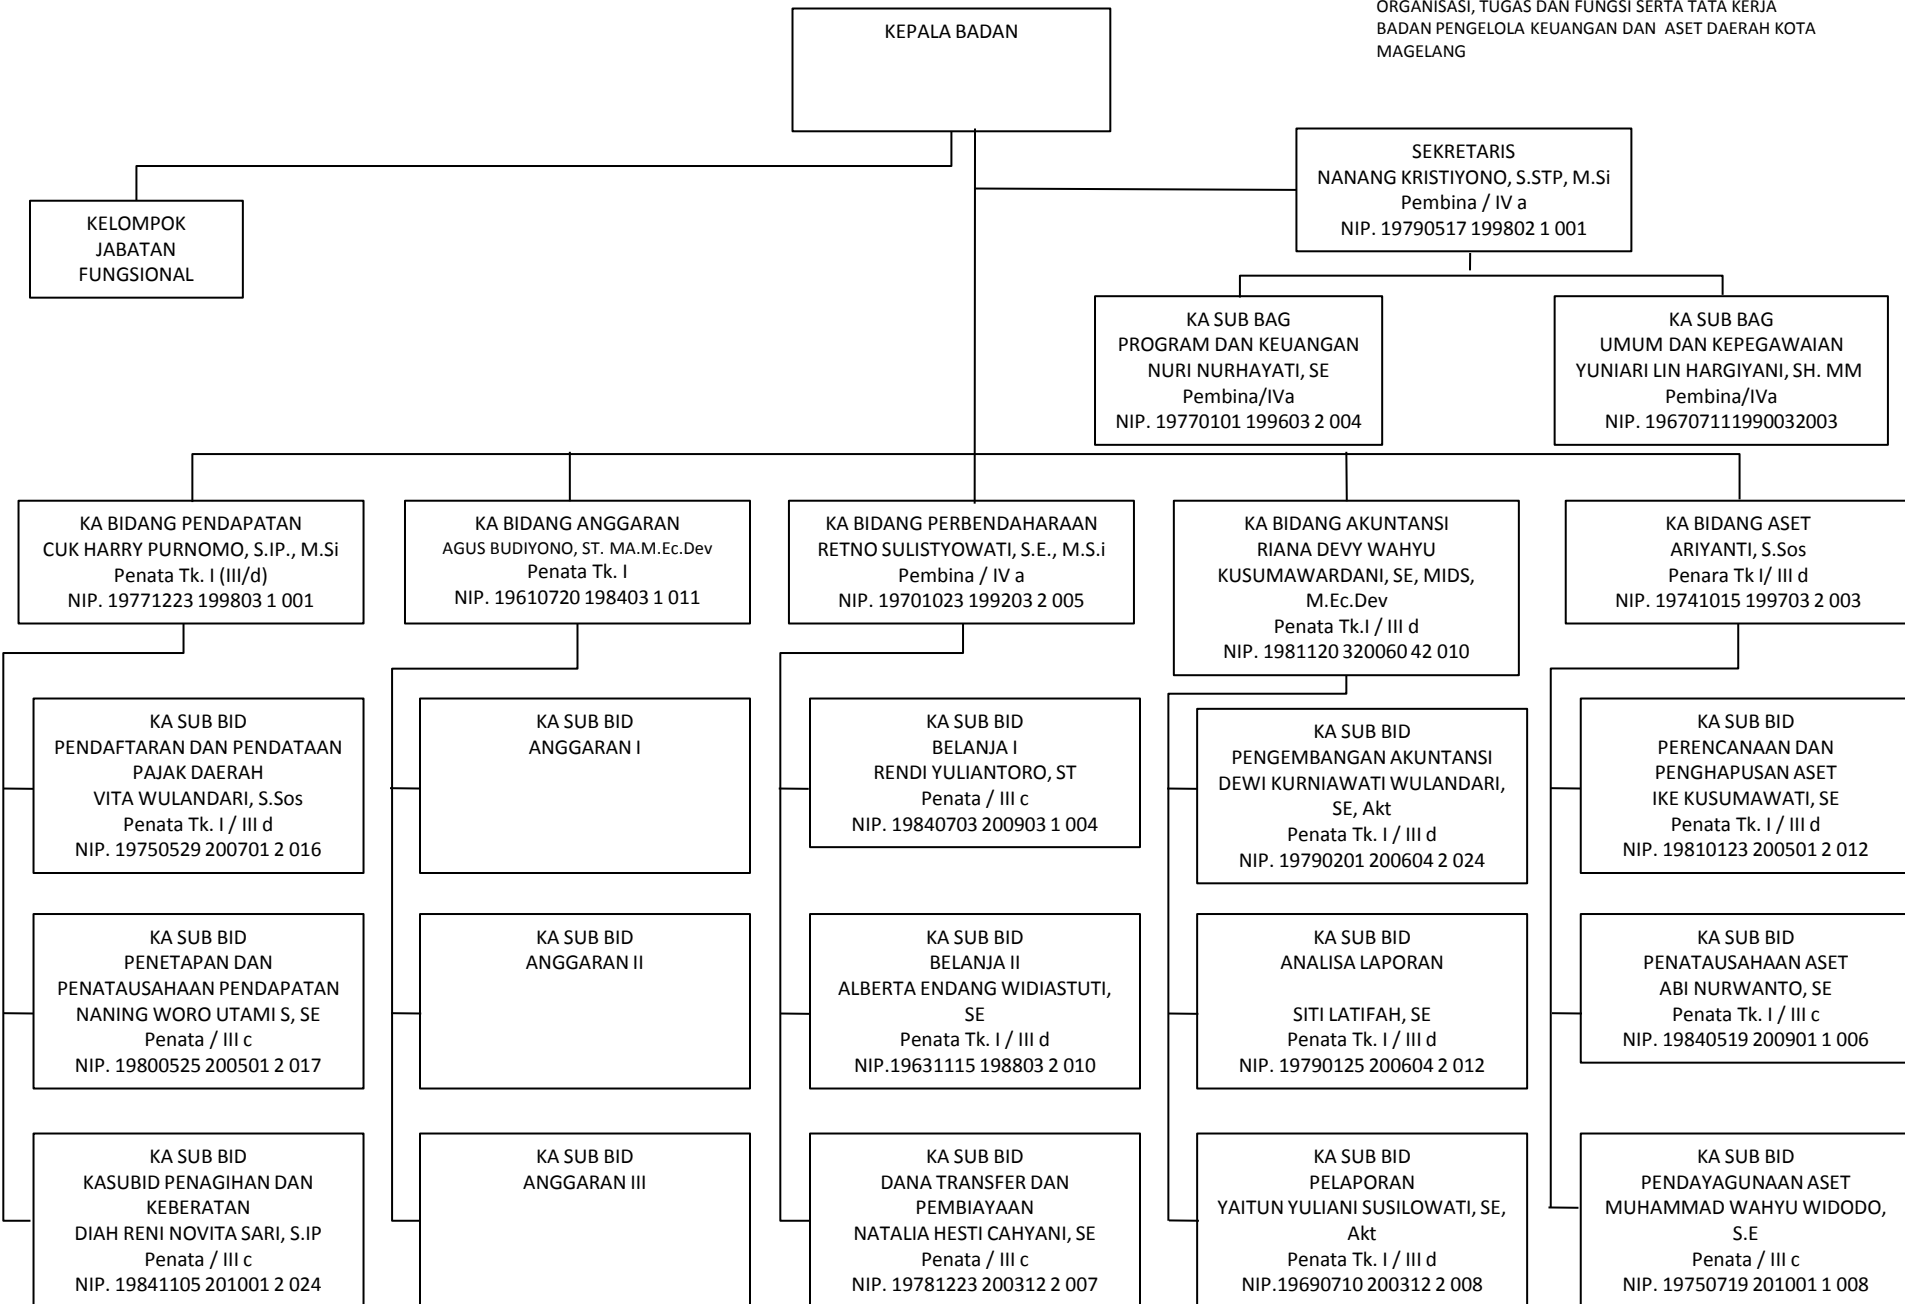 ORGANISASI, TUGAS DAN FUNGSI SERTA TATA KERJA
BADAN PENGELOLA KEUANGAN DAN ASET DAERAH KOTA
MAGELANG
KEPALA BADAN
SEKRETARIS
NANANG KRISTIYONO, S.STP, M.Si
Pembina / IV a
NIP. 19790517 199802 1 001
KELOMPOK
JABATAN
FUNGSIONAL
KA SUB BAG
PROGRAM DAN KEUANGAN
NURI NURHAYATI, SE
Pembina/IVa
NIP. 19770101 199603 2 004
KA SUB BAG
UMUM DAN KEPEGAWAIAN
YUNIARI LIN HARGIYANI, SH. MM
Pembina/IVa
NIP. 196707111990032003
KA BIDANG PENDAPATAN
CUK HARRY PURNOMO, S.IP., M.Si
Penata Tk. I (III/d)
NIP. 19771223 199803 1 001
KA BIDANG ANGGARAN
AGUS BUDIYONO, ST. MA.M.Ec.Dev
Penata Tk. I
NIP. 19610720 198403 1 011
KA BIDANG PERBENDAHARAAN
RETNO SULISTYOWATI, S.E., M.S.i
Pembina / IV a
NIP. 19701023 199203 2 005
KA BIDANG AKUNTANSI
RIANA DEVY WAHYU
KUSUMAWARDANI, SE, MIDS,
M.Ec.Dev
Penata Tk.I / III d
NIP. 1981120 320060 42 010
KA BIDANG ASET
ARIYANTI, S.Sos
Penara Tk I/ III d
NIP. 19741015 199703 2 003
KA SUB BID
PENDAFTARAN DAN PENDATAAN
PAJAK DAERAH
VITA WULANDARI, S.Sos
Penata Tk. I / III d
NIP. 19750529 200701 2 016
KA SUB BID
ANGGARAN I
KA SUB BID
BELANJA I
RENDI YULIANTORO, ST
Penata / III c
NIP. 19840703 200903 1 004
KA SUB BID
PENGEMBANGAN AKUNTANSI
DEWI KURNIAWATI WULANDARI,
SE, Akt
Penata Tk. I / III d
NIP. 19790201 200604 2 024
KA SUB BID
PERENCANAAN DAN
PENGHAPUSAN ASET
IKE KUSUMAWATI, SE
Penata Tk. I / III d
NIP. 19810123 200501 2 012
KA SUB BID
PENETAPAN DAN
PENATAUSAHAAN PENDAPATAN
NANING WORO UTAMI S, SE
Penata / III c
NIP. 19800525 200501 2 017
KA SUB BID
ANGGARAN II
KA SUB BID
BELANJA II
ALBERTA ENDANG WIDIASTUTI,
SE
Penata Tk. I / III d
NIP.19631115 198803 2 010
KA SUB BID
ANALISA LAPORAN
SITI LATIFAH, SE
Penata Tk. I / III d
NIP. 19790125 200604 2 012
KA SUB BID
PENATAUSAHAAN ASET
ABI NURWANTO, SE
Penata Tk. I / III c
NIP. 19840519 200901 1 006
KA SUB BID
KASUBID PENAGIHAN DAN
KEBERATAN
DIAH RENI NOVITA SARI, S.IP
Penata / III c
NIP. 19841105 201001 2 024
KA SUB BID
ANGGARAN III
KA SUB BID
DANA TRANSFER DAN
PEMBIAYAAN
NATALIA HESTI CAHYANI, SE
Penata / III c
NIP. 19781223 200312 2 007
KA SUB BID
PELAPORAN
YAITUN YULIANI SUSILOWATI, SE,
Akt
Penata Tk. I / III d
NIP.19690710 200312 2 008
KA SUB BID
PENDAYAGUNAAN ASET
MUHAMMAD WAHYU WIDODO,
S.E
Penata / III c
NIP. 19750719 201001 1 008